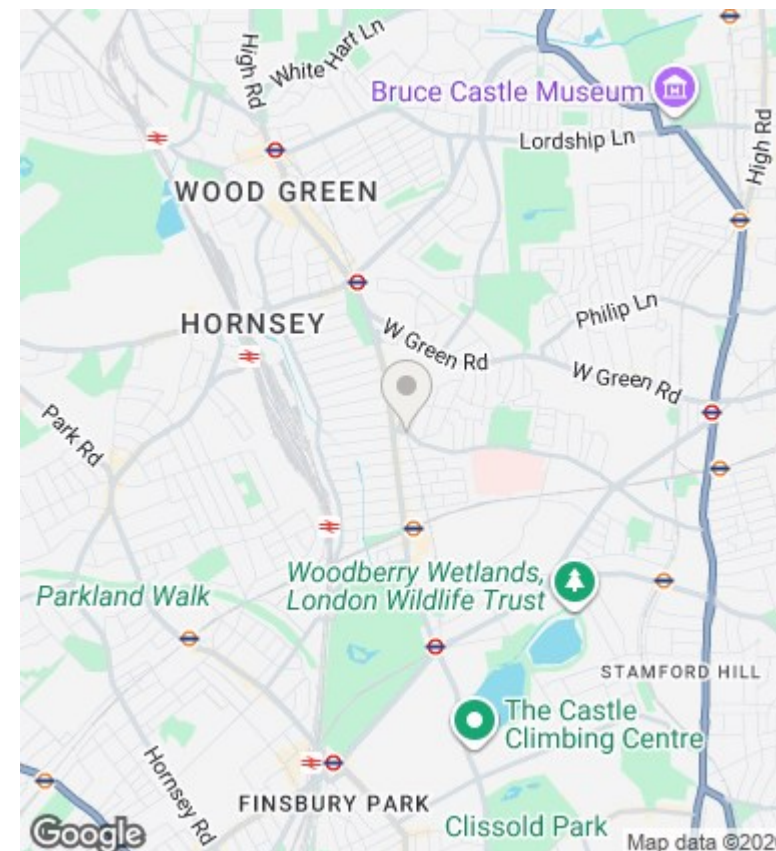 High Rd
White Hart Ln
Bruce Castle Museum
Lordship Ln
High Rd
WOOD GREEN
HORNSEY
Philip Ln
W Green Rd
W Green Rd
Park Rd
Woodberry Wetlands,
London Wildlife Trust
Parkland Walk
STAMFORD HILL
The Castle
Climbing Centre
Hornsey Rd
FINSBURY PARK
Clissold Park
Google
Map data ©202